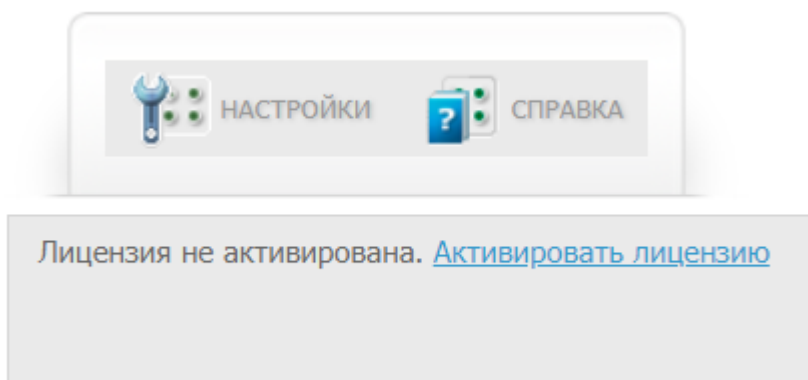 НАСТРОЙКИ СПРАВКА
Лицензия не активирована. Активировать лицензию